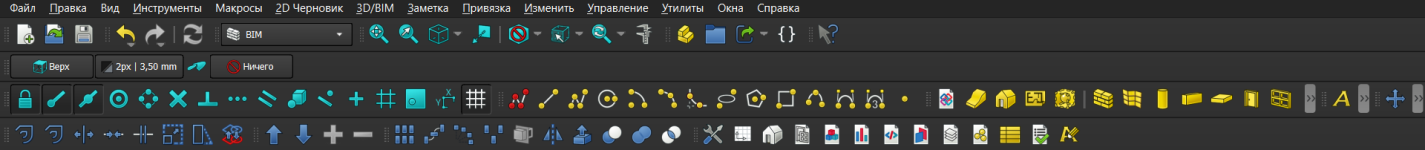 Файл Правка Вид Инструменты Макросы 2D Черновик 3D/BIM Заметка Привязка Изменить Управление Утилиты Окна Справка
BIM
Верх 2px | 3,50 mm Ничего